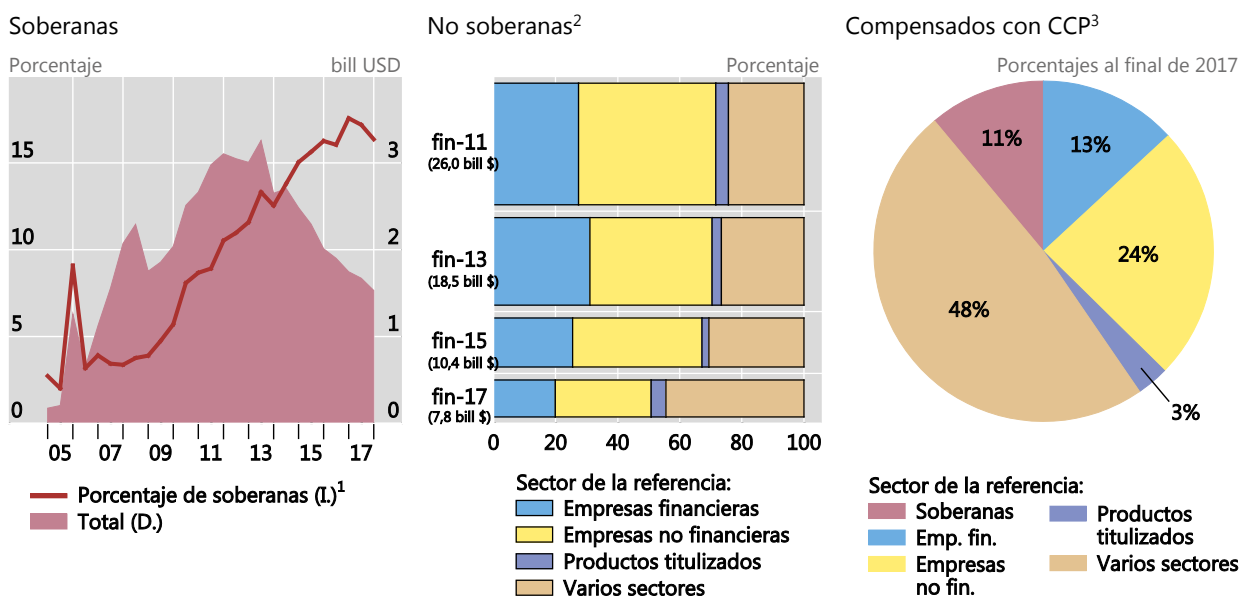 Soberanas
Porcentaje bill USD
15 3
10 2
5 1
0 0
05 07 09 11 13 15 17
Porcentaje de soberanas (I.)¹
Total (D.)
No soberanas²
Porcentaje
fin-11
(26,0 bill $)
fin-13
(18,5 bill $)
fin-15
(10,4 bill $)
fin-17
(7,8 bill $)
0 20 40 60 80 100
Sector de la referencia:
Empresas financieras
Empresas no financieras
Productos titulizados
Varios sectores
Compensados con CCP³
Porcentajes al final de 2017
11% 13%
24%
48%
3%
Sector de la referencia:
Soberanas
Emp. fin.
Empresas
no fin.
Productos
titulizados
Varios sectores